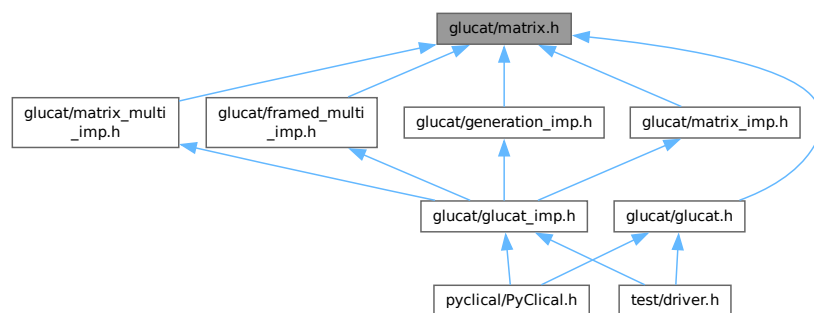 glucat/matrix.h
glucat/matrix_multi
_imp.h
glucat/framed_multi
_imp.h
glucat/generation_imp.h
glucat/matrix_imp.h
glucat/glucat_imp.h
glucat/glucat.h
pyclical/PyClical.h
test/driver.h